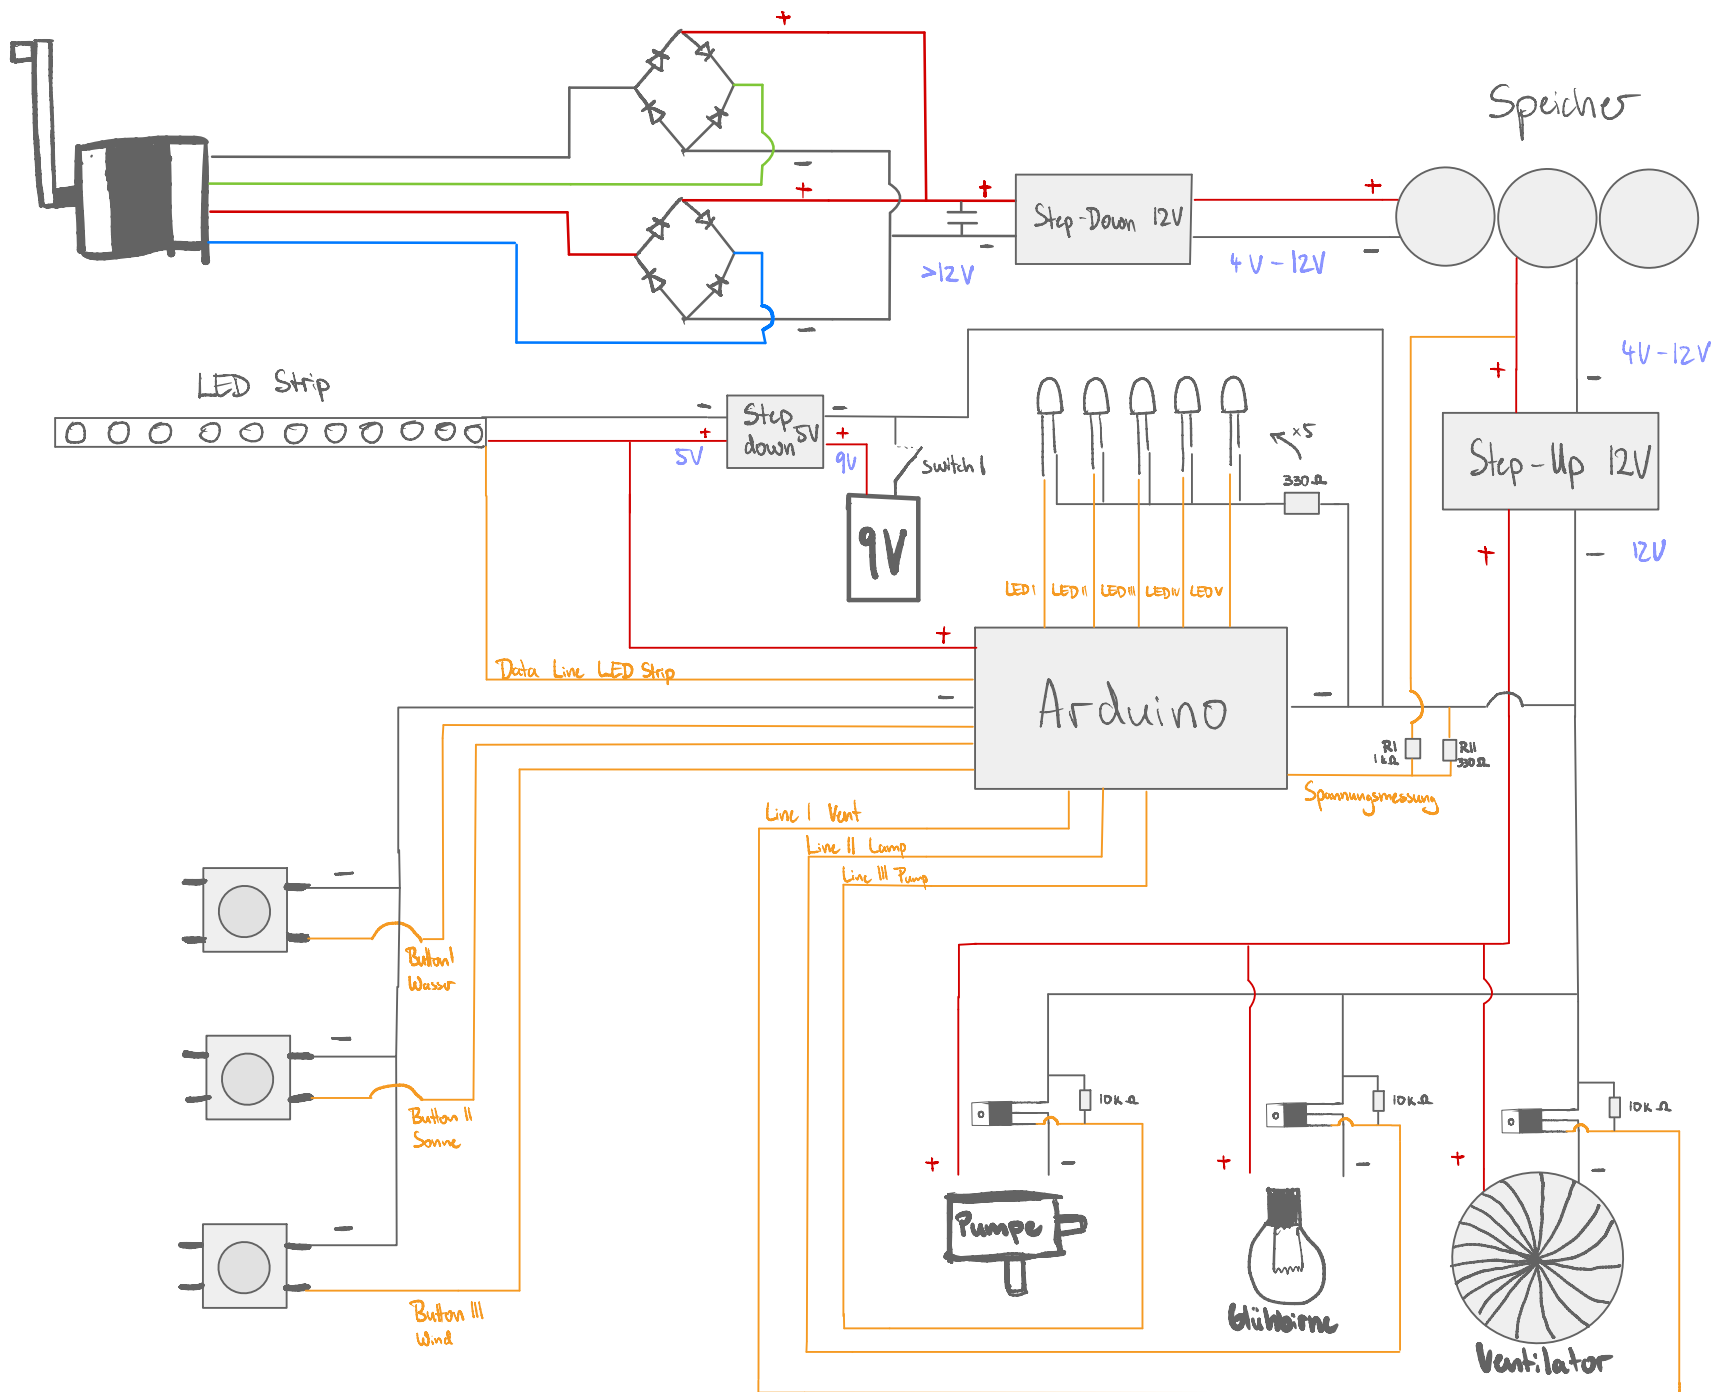 +
Speicher
-
+
+
+
Step-Down 12V
-
-
>12V
4V-12V
-
4V-12V
+
-
LED Strip
-
+
5V
Step
down
5V
-
+
9V
Switch I
9V
x5
330Ω
Step-Up 12V
+
-
12V
LED I
LED II
LED III
LED IV
LED V
+
Data Line LED Strip
-
Arduino
-
R I
1kΩ
R II
330Ω
Spannungsmessung
Line I Vent
Line II Lamp
Line III Pump
-
Button I
Wasser
-
Button II
Sonne
-
Button III
Wind
10kΩ
10kΩ
10kΩ
+
-
+
-
+
-
Pumpe
Glühbirne
Ventilator